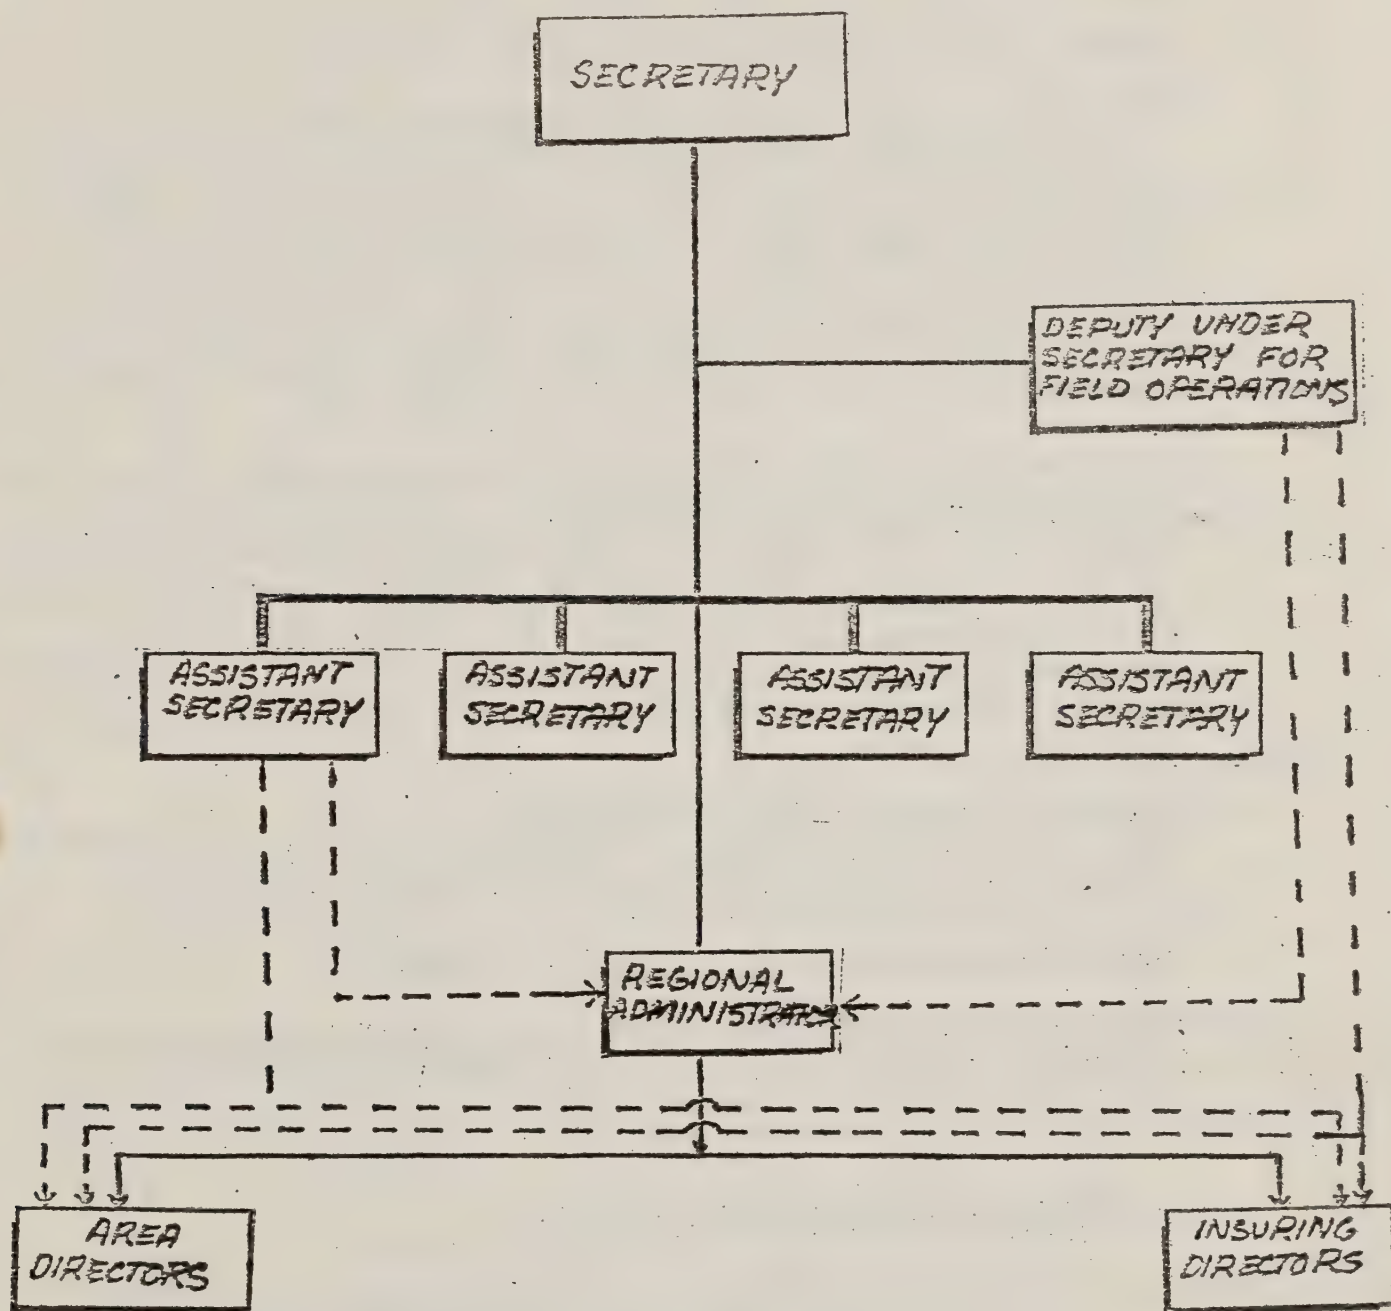 SECRETARY
DEPUTY UNDER
SECRETARY FOR
FIELD OPERATIONS
ASSISTANT
SECRETARY
ASSISTANT
SECRETARY
ASSISTANT
SECRETARY
ASSISTANT
SECRETARY
REGIONAL
ADMINISTRATOR
AREA
DIRECTORS
INSURING
DIRECTORS